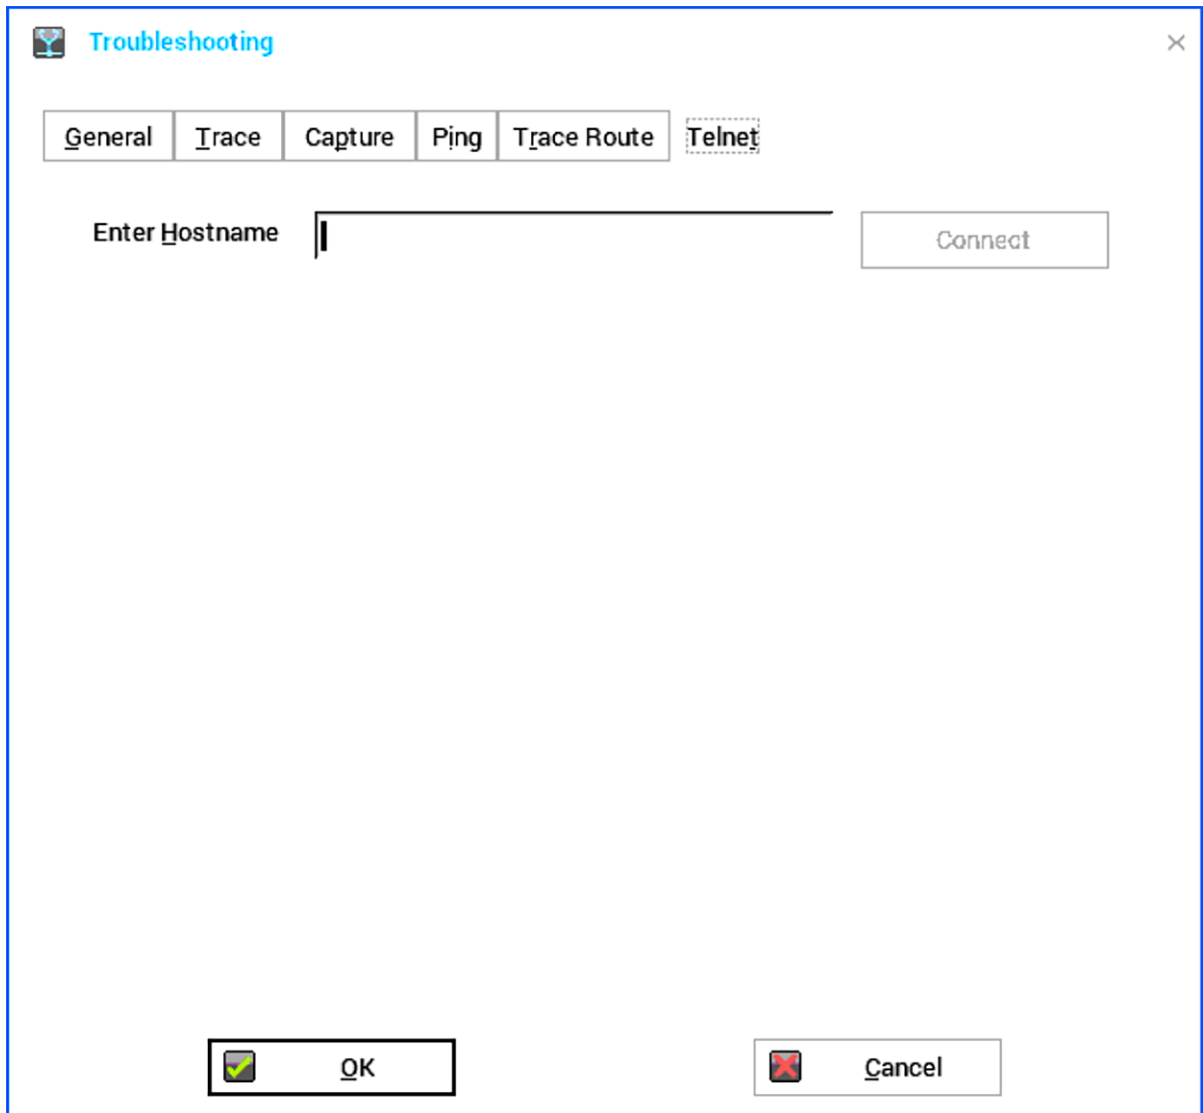 Troubleshooting
General Trace Capture Ping Trace Route Telnet
Enter Hostname Connect
OK Cancel